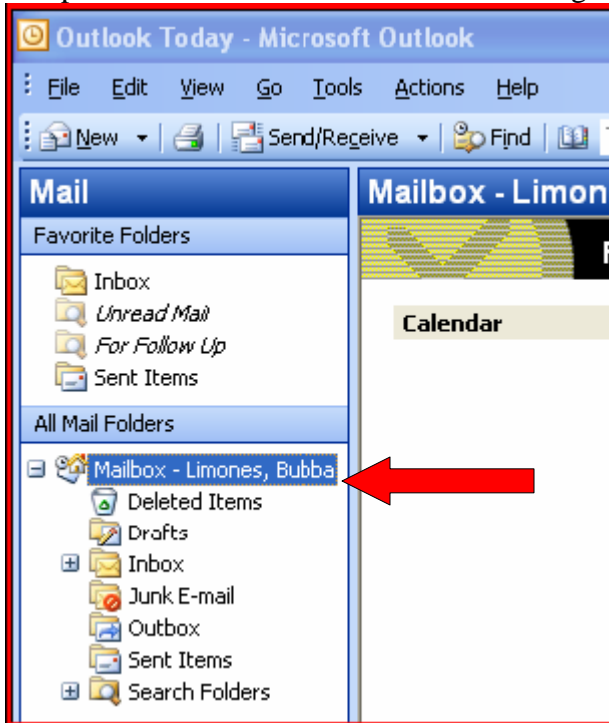 Outlook Today - Microsoft Outlook
File Edit View Go Tools Actions Help
New Send/Receive Find
Mail
Mailbox - Limon
Favorite Folders
Inbox
Unread Mail
For Follow Up
Sent Items
Calendar
All Mail Folders
Mailbox - Limones, Bubba
Deleted Items
Drafts
Inbox
Junk E-mail
Outbox
Sent Items
Search Folders